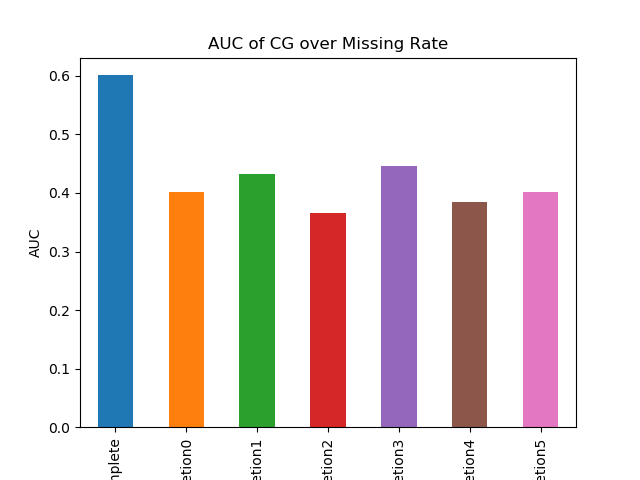 AUC of CG over Missing Rate
AUC
0.6
0.5
0.4
0.3
0.2
0.1
0.0
mplete
etion0
etion1
etion2
etion3
etion4
etion5